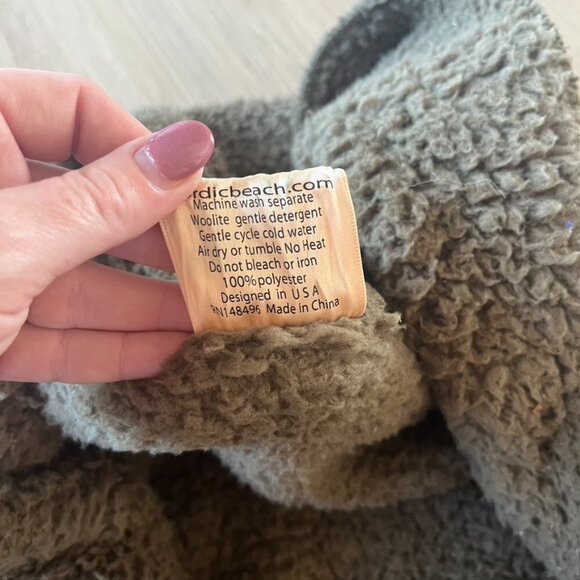 rdicbeach.com
Machine wash separate
Woolite gentle detergent
Gentle cycle cold water
Air dry or tumble No Heat
Do not bleach or iron
100% polyester
Designed in U S A
RN148496 Made in China